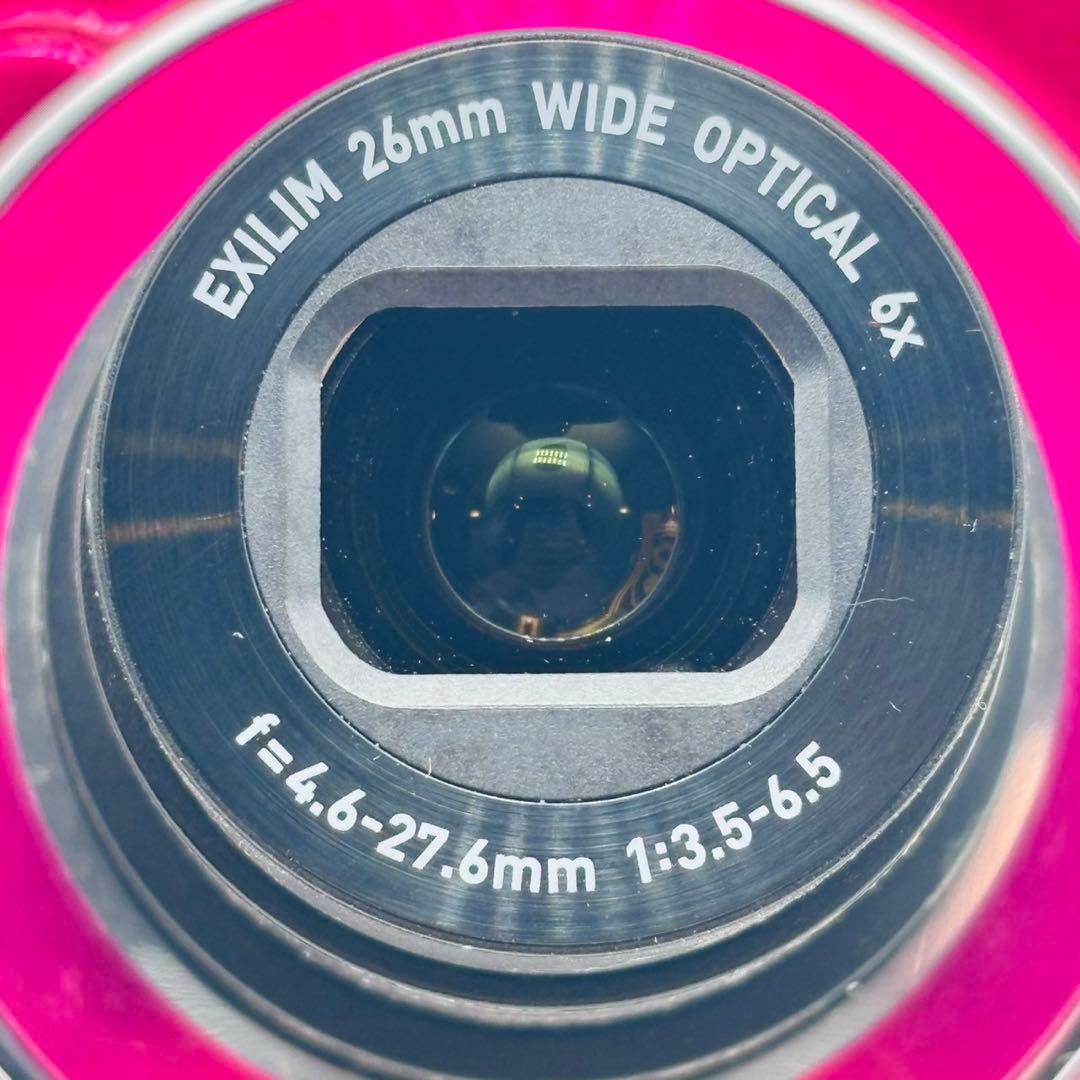 EXILIM 26mm WIDE OPTICAL 6x
f=4.6-27.6mm 1:3.5-6.5